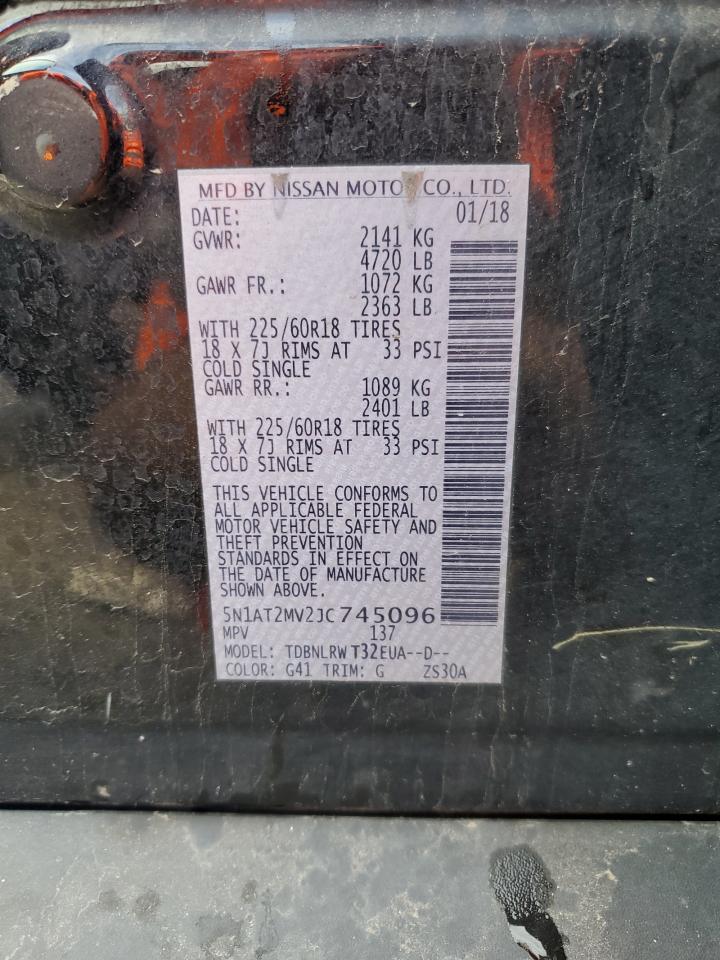 MFD BY NISSAN MOTOR CO., LTD.
DATE: 01/18
GVWR: 2141 KG
4720 LB
GAWR FR.: 1072 KG
2363 LB
WITH 225/60R18 TIRES
18 X 7J RIMS AT 33 PSI
COLD SINGLE
GAWR RR.: 1089 KG
2401 LB
WITH 225/60R18 TIRES
18 X 7J RIMS AT 33 PSI
COLD SINGLE
THIS VEHICLE CONFORMS TO
ALL APPLICABLE FEDERAL
MOTOR VEHICLE SAFETY AND
THEFT PREVENTION
STANDARDS IN EFFECT ON
THE DATE OF MANUFACTURE
SHOWN ABOVE.
5N1AT2MV2JC745096
MPV 137
MODEL: TDBNLRW T32EUA--D--
COLOR: G41 TRIM: G ZS30A